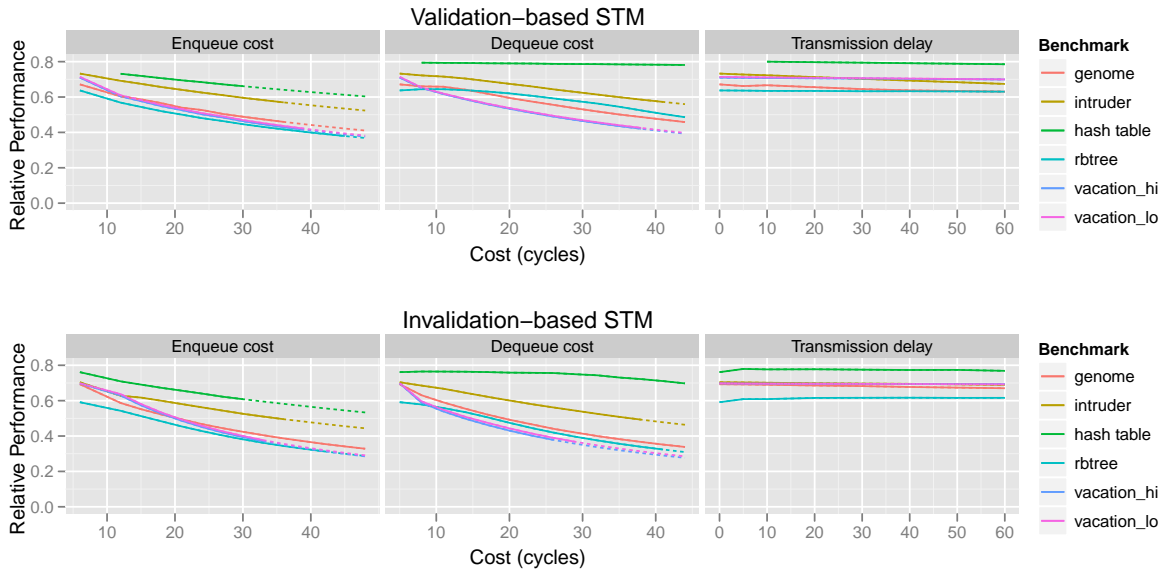 Validation−based STM
Enqueue cost
Dequeue cost
Transmission delay
Relative Performance
0.8
0.6
0.4
0.2
0.0
10 20 30 40
10 20 30 40
0 10 20 30 40 50 60
Cost (cycles)
Benchmark
genome
intruder
hash table
rbtree
vacation_hi
vacation_lo
Invalidation−based STM
Enqueue cost
Dequeue cost
Transmission delay
Relative Performance
0.8
0.6
0.4
0.2
0.0
10 20 30 40
10 20 30 40
0 10 20 30 40 50 60
Cost (cycles)
Benchmark
genome
intruder
hash table
rbtree
vacation_hi
vacation_lo